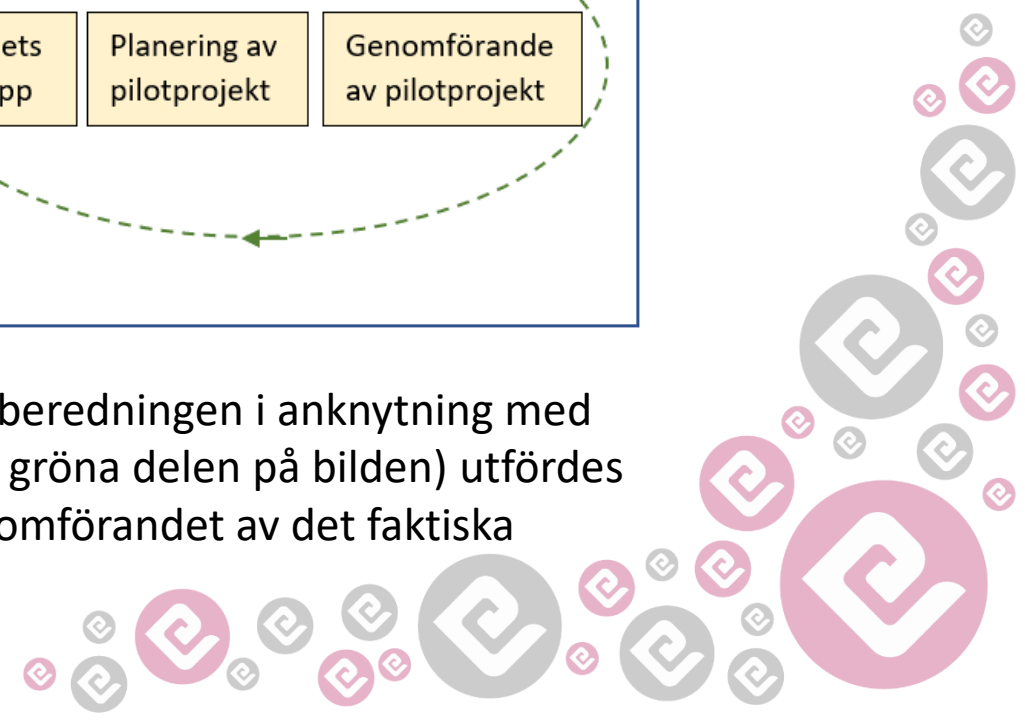 ets
pp
Planering av
pilotprojekt
Genomförande
av pilotprojekt
beredningen i anknytning med
gröna delen på bilden) utfördes
omförandet av det faktiska